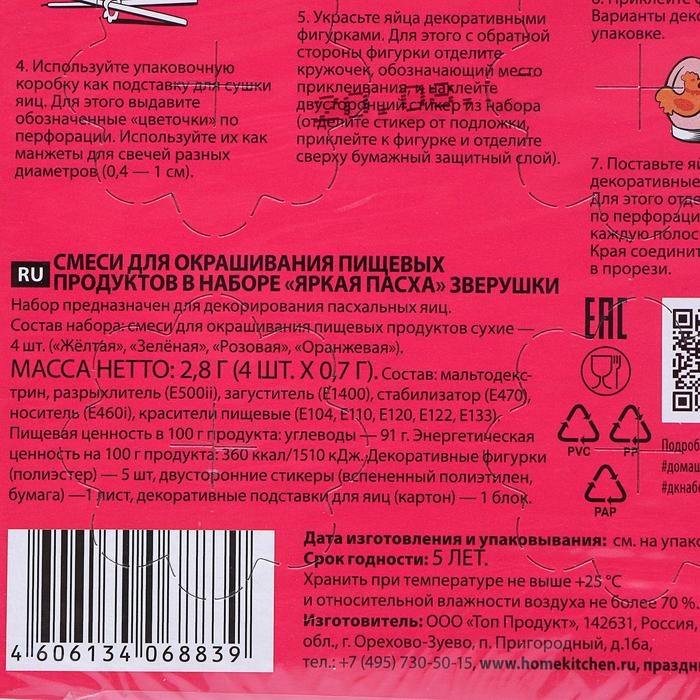 4. Используйте упаковочную
коробку как подставку для сушки
яиц. Для этого выдавите
обозначенные «цветочки» по
перфорации. Используйте их как
манжеты для свечей разных
диаметров (0,4 — 1 см).
5. Украсьте яйца декоративными
фигурками. Для этого с обратной
стороны фигурки отделите
кружочек, обозначающий место
приклеивания, и наклейте
двусторонний стикер из набора
(отделите стикер от подложки,
приклейте к фигурке и отделите
сверху бумажный защитный слой).
Варианты
упаковке.
7. Поставьте
декоративные
Для этого
по
каждую полос
Края
в прорези.
RU СМЕСИ ДЛЯ ОКРАШИВАНИЯ ПИЩЕВЫХ
ПРОДУКТОВ В НАБОРЕ «ЯРКАЯ ПАСХА» ЗВЕРУШКИ
Набор предназначен для декорирования пасхальных яиц.
Состав набора: смеси для окрашивания пищевых продуктов сухие —
4 шт. («Жёлтая», «Зелёная», «Розовая», «Оранжевая»).
МАССА НЕТТО: 2,8 Г (4 ШТ. Х 0,7 Г). Состав: мальтодекс-
трин, разрыхлитель (Е500ii), загуститель (Е1400), стабилизатор (Е470),
носитель (Е460i), красители пищевые (Е104, Е110, Е120, Е122, Е133).
Пищевая ценность в 100 г продукта: углеводы — 91 г. Энергетическая
ценность на 100 г продукта: 360 ккал/1510 кДж. Декоративные фигурки
(полиэстер) — 5 шт, двусторонние стикеры (вспененный полиэтилен,
бумага) — 1 лист, декоративные подставки для яиц (картон) — 1 блок.
EAC
PVC PP
PAP
Подроб
#домаш
#дкнабо
Дата изготовления и упаковывания: см. на упако
Срок годности: 5 ЛЕТ.
Хранить при температуре не выше +25 °С
и относительной влажности воздуха не более 70 %.
Изготовитель: ООО «Топ Продукт», 142631, Россия,
обл., г. Орехово-Зуево, п. Пригородный, д.16а,
тел.: +7 (495) 730-50-15, www.homekitchen.ru, праздн
4 606134 068839